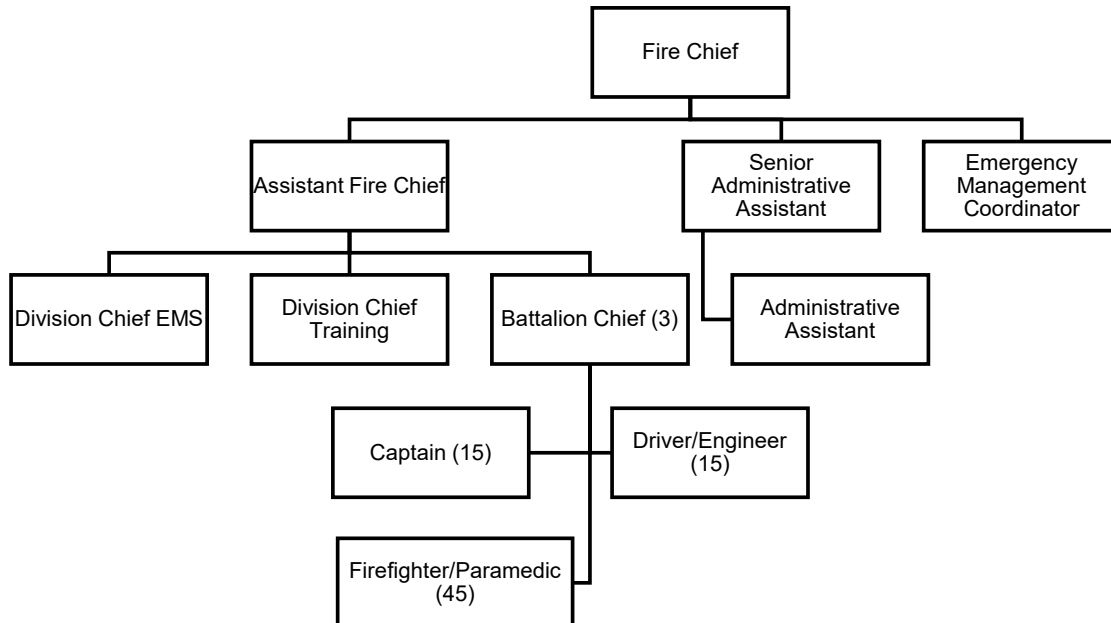 Fire Chief
Assistant Fire Chief
Senior
Administrative
Assistant
Emergency
Management
Coordinator
Division Chief EMS
Division Chief
Training
Battalion Chief (3)
Administrative
Assistant
Captain (15)
Driver/Engineer
(15)
Firefighter/Paramedic
(45)